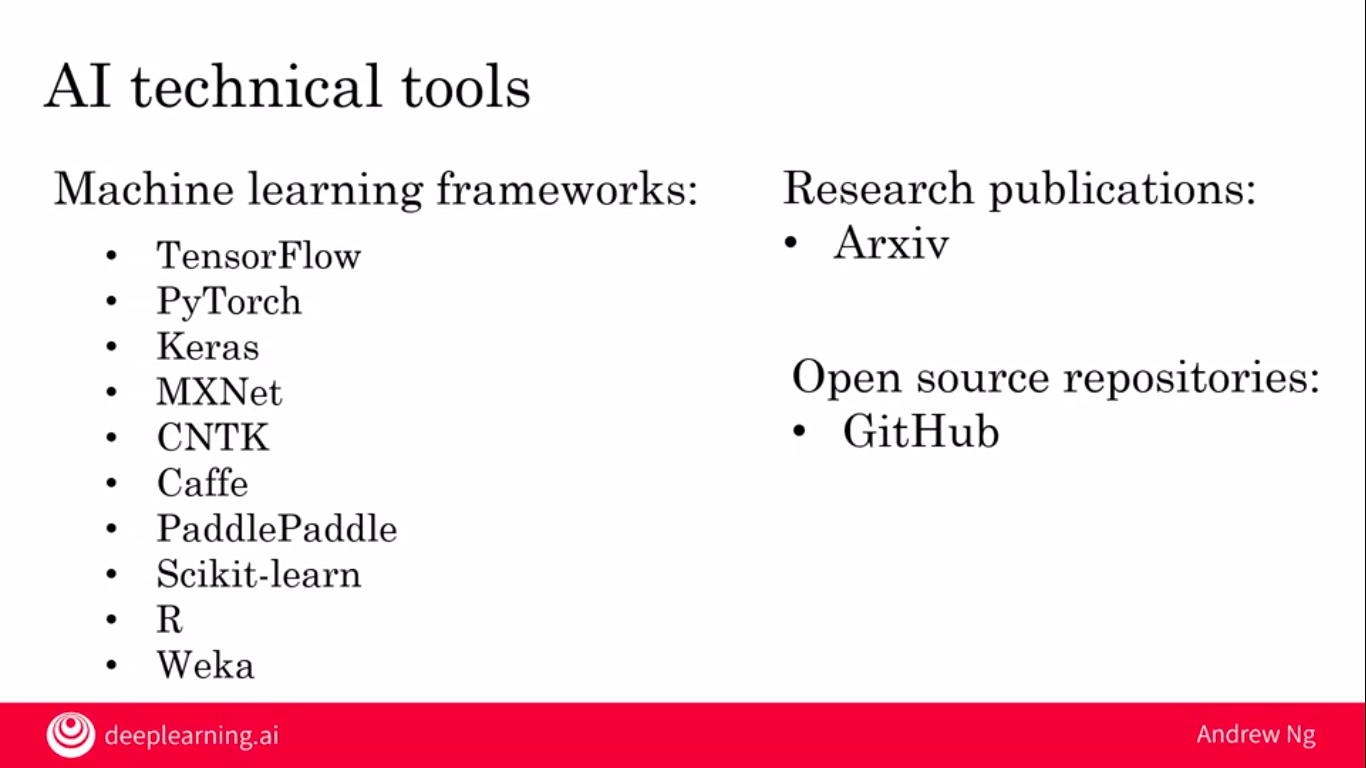 AI technical tools
Machine learning frameworks:
• TensorFlow
• PyTorch
• Keras
• MXNet
• CNTK
• Caffe
• PaddlePaddle
• Scikit-learn
• R
• Weka
Research publications:
• Arxiv
Open source repositories:
• GitHub
deeplearning.ai
Andrew Ng